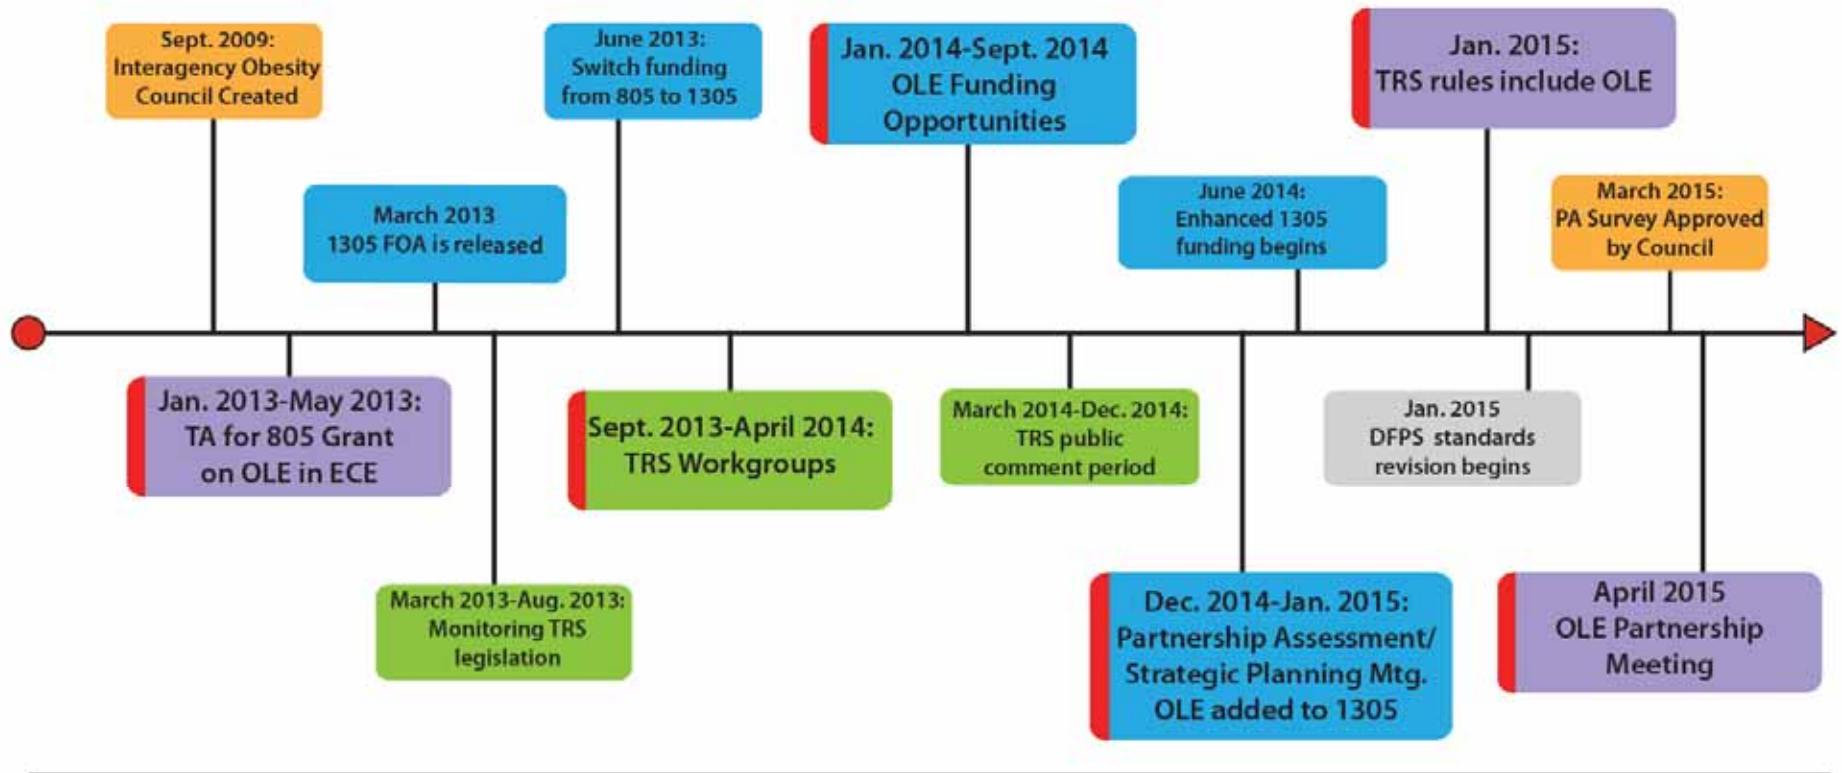 Sept. 2009:
Interagency Obesity
Council Created
June 2013:
Switch funding
from 805 to 1305
Jan. 2014-Sept. 2014
OLE Funding
Opportunities
Jan. 2015:
TRS rules include OLE
March 2013
1305 FOA is released
June 2014:
Enhanced 1305
funding begins
March 2015:
PA Survey Approved
by Council
Jan. 2013-May 2013:
TA for 805 Grant
on OLE in ECE
Sept. 2013-April 2014:
TRS Workgroups
March 2014-Dec. 2014:
TRS public
comment period
Jan. 2015
DFPS standards
revision begins
March 2013-Aug. 2013:
Monitoring TRS
legislation
Dec. 2014-Jan. 2015:
Partnership Assessment/
Strategic Planning Mtg.
OLE added to 1305
April 2015
OLE Partnership
Meeting